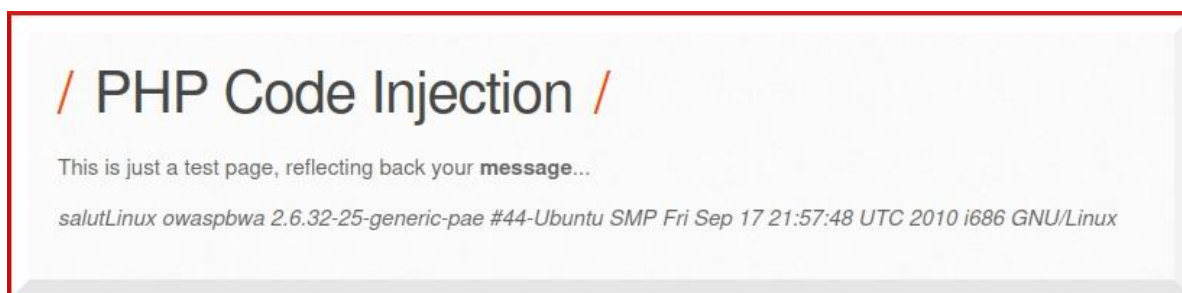 / PHP Code Injection /
This is just a test page, reflecting back your message...
salutLinux owaspbwa 2.6.32-25-generic-pae #44-Ubuntu SMP Fri Sep 17 21:57:48 UTC 2010 i686 GNU/Linux